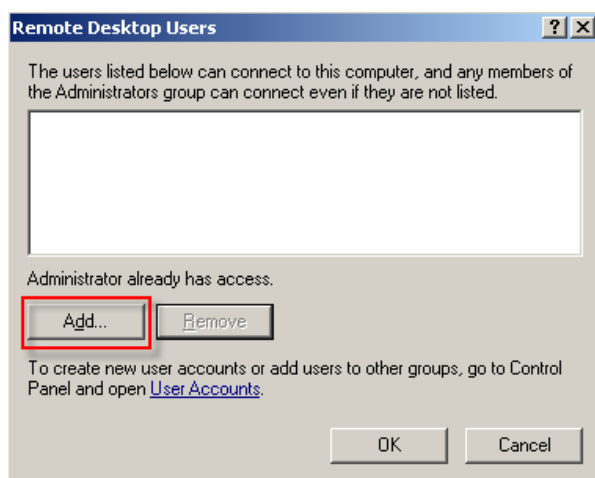 Remote Desktop Users
The users listed below can connect to this computer, and any members of
the Administrators group can connect even if they are not listed.
Administrator already has access.
Add...
Remove
To create new user accounts or add users to other groups, go to Control
Panel and open User Accounts.
OK
Cancel